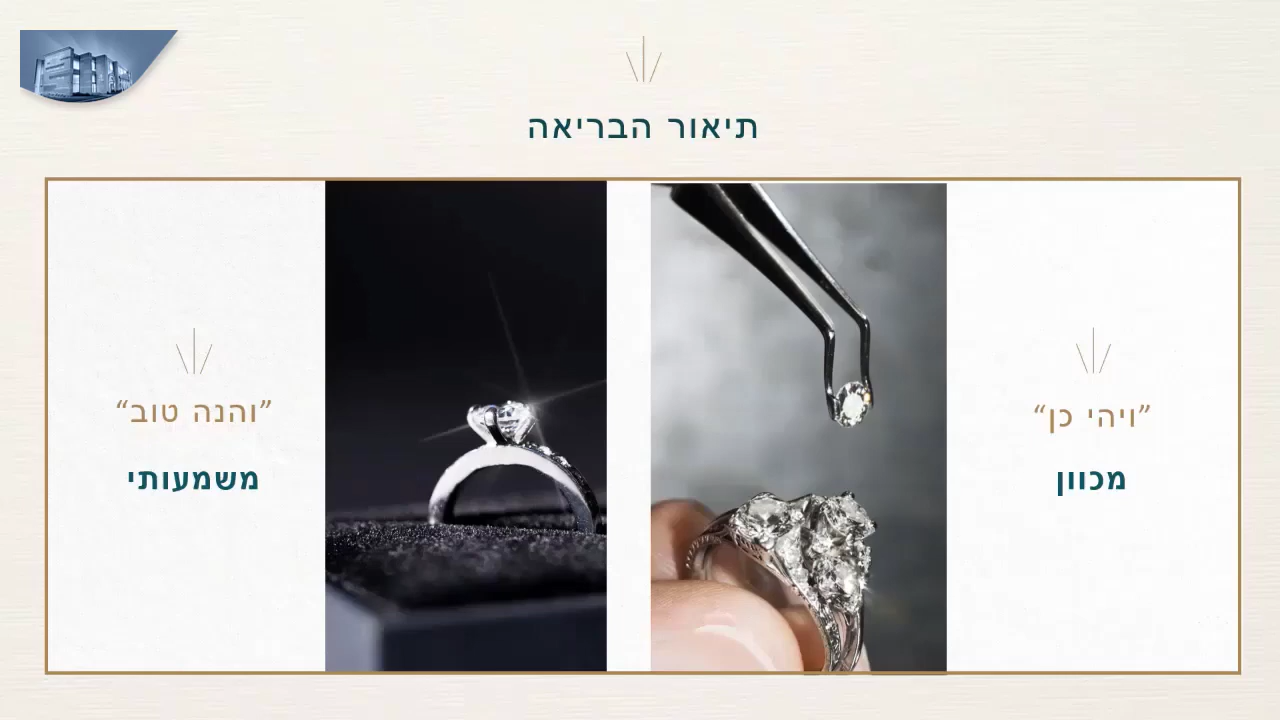 תיאור הבריאה
”ויהי כן“
מכוון
”והנה טוב“
משמעותי